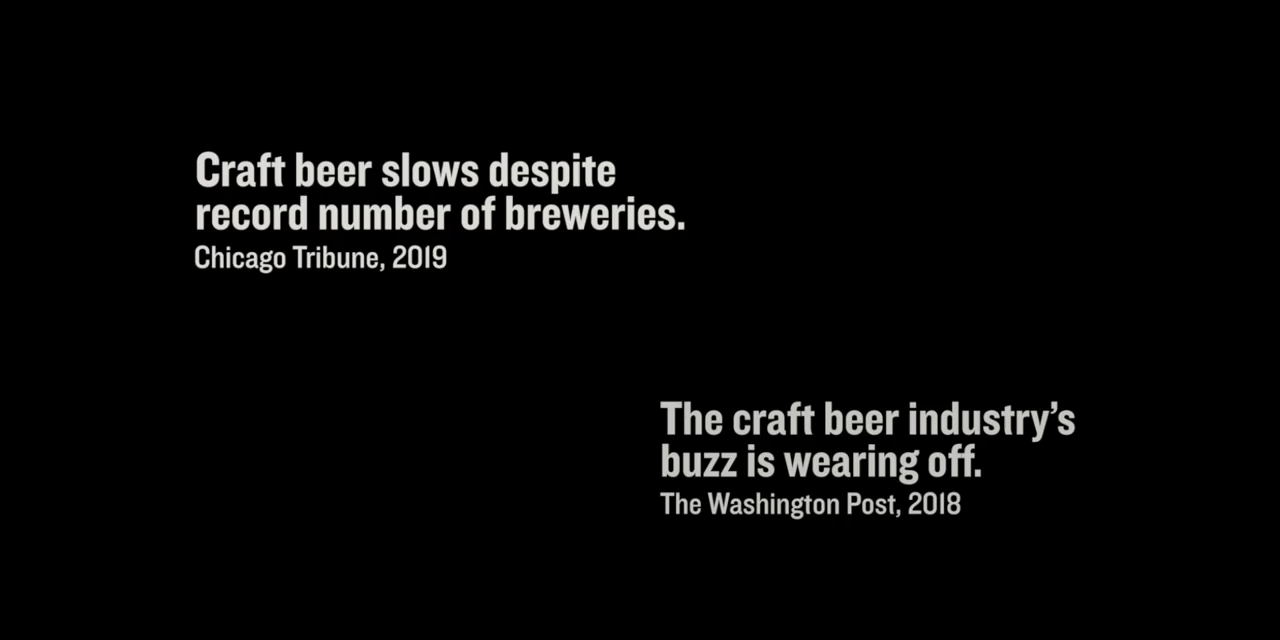 Craft beer slows despite
record number of breweries.
Chicago Tribune, 2019
The craft beer industry’s
buzz is wearing off.
The Washington Post, 2018